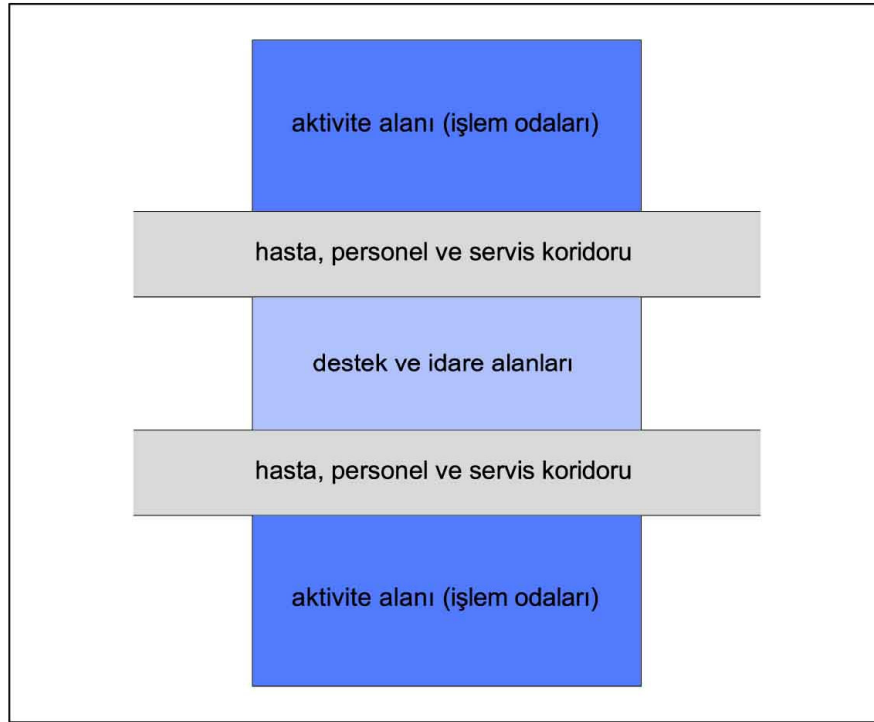 aktivite alanı (işlem odaları)
hasta, personel ve servis koridoru
destek ve idare alanları
hasta, personel ve servis koridoru
aktivite alanı (işlem odaları)